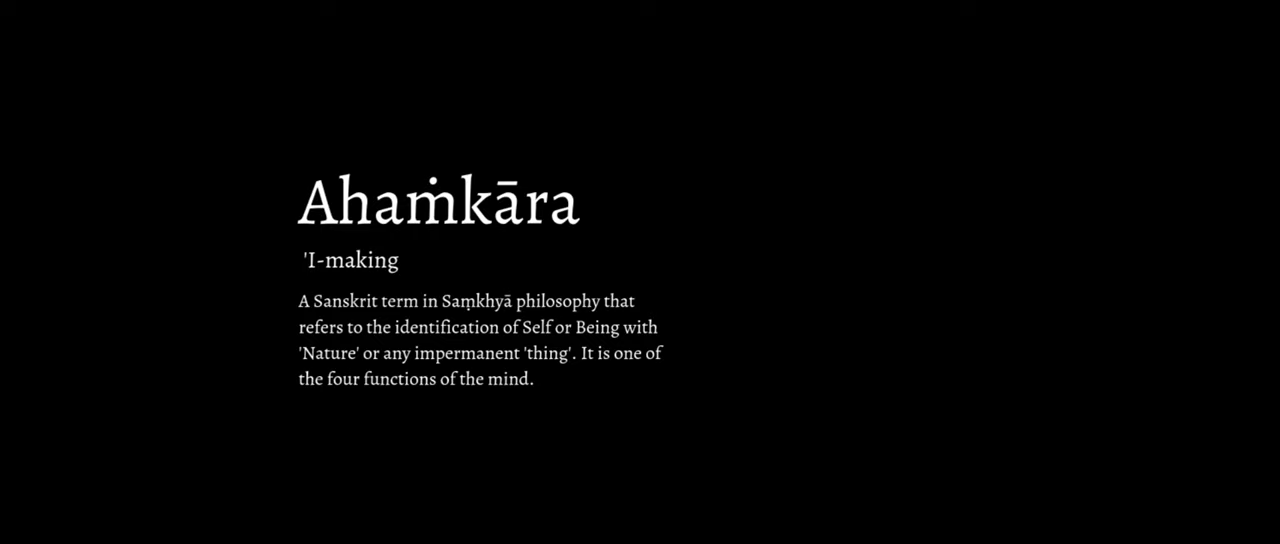 Ahaṁkāra
'I-making
A Sanskrit term in Saṃkhyā philosophy that
refers to the identification of Self or Being with
'Nature' or any impermanent 'thing'. It is one of
the four functions of the mind.